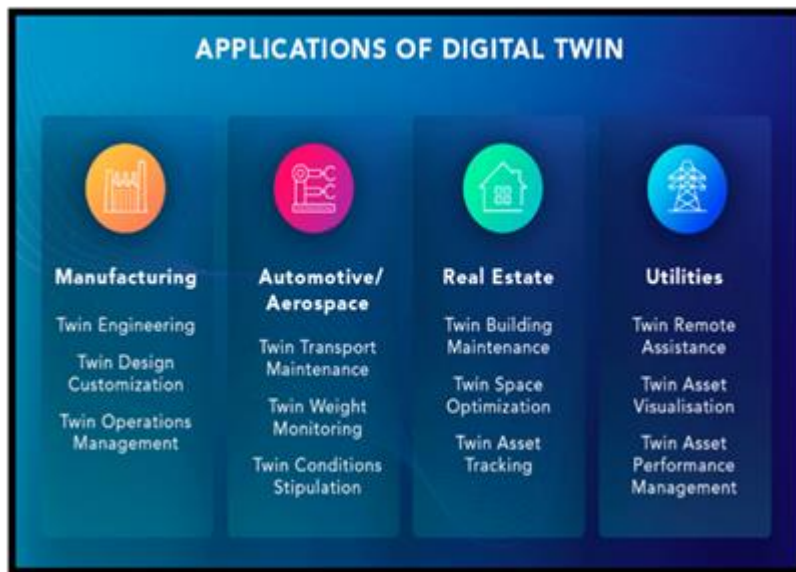 APPLICATIONS OF DIGITAL TWIN
Manufacturing
Twin Engineering
Twin Design
Customization
Twin Operations
Management
Automotive/
Aerospace
Twin Transport
Maintenance
Twin Weight
Monitoring
Twin Conditions
Stipulation
Real Estate
Twin Building
Maintenance
Twin Space
Optimization
Twin Asset
Tracking
Utilities
Twin Remote
Assistance
Twin Asset
Visualisation
Twin Asset
Performance
Management